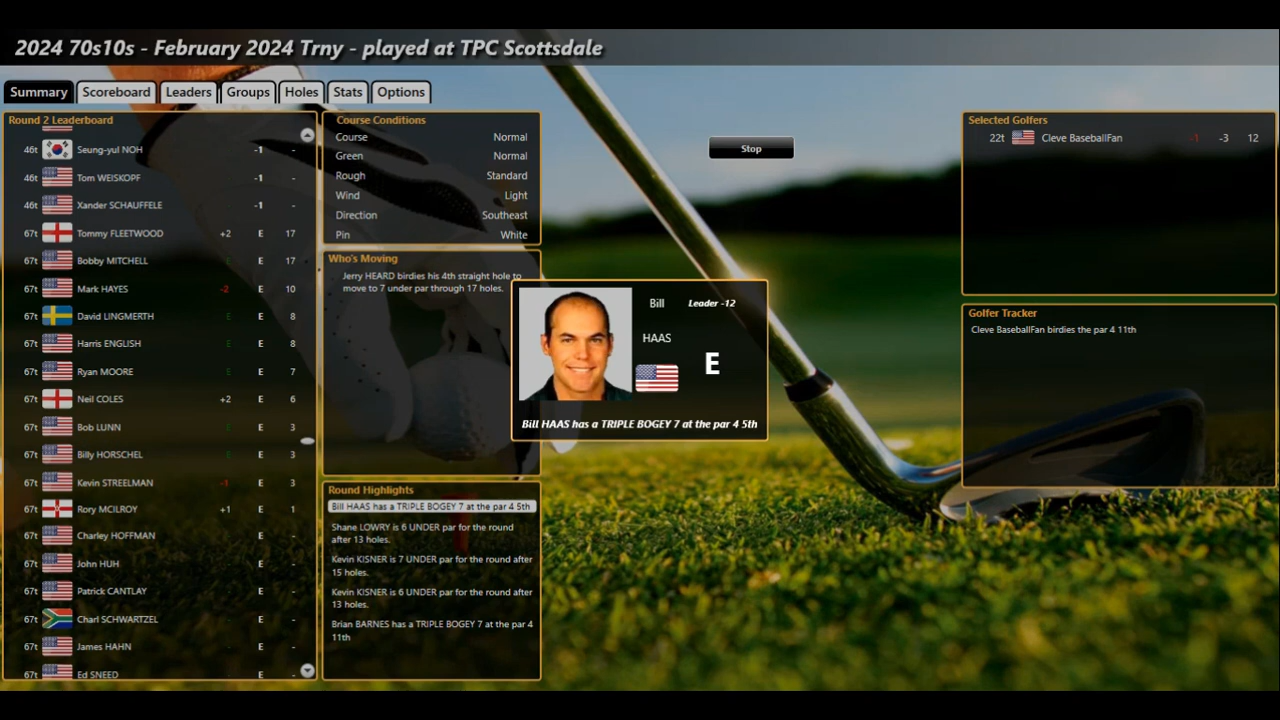 2024 70s10s - February 2024 Trny - played at TPC Scottsdale
Summary Scoreboard Leaders Groups Holes Stats Options
Round 2 Leaderboard
46t Seung-yul NOH -1 -
46t Tom WEISKOPF -1 -
46t Xander SCHAUFFELE -1 -
67t Tommy FLEETWOOD +2 E 17
67t Bobby MITCHELL E E 17
67t Mark HAYES -2 E 10
67t David LINGMERTH E E 8
67t Harris ENGLISH E E 8
67t Ryan MOORE E E 7
67t Neil COLES +2 E 6
67t Bob LUNN E E 3
67t Billy HORSCHEL E E 3
67t Kevin STREELMAN -1 E 3
67t Rory MCILROY +1 E 1
67t Charley HOFFMAN E -
67t John HUH E -
67t Patrick CANTLAY E -
67t Charl SCHWARTZEL E -
67t James HAHN E -
67t Ed SNEED E -
Course Conditions
Course Normal
Green Normal
Rough Standard
Wind Light
Direction Southeast
Pin White
Who's Moving
Jerry HEARD birdies his 4th straight hole to
move to 7 under par through 17 holes.
Round Highlights
Bill HAAS has a TRIPLE BOGEY 7 at the par 4 5th
Shane LOWRY is 6 UNDER par for the round
after 13 holes.
Kevin KISNER is 7 UNDER par for the round after
15 holes.
Kevin KISNER is 6 UNDER par for the round after
13 holes.
Brian BARNES has a TRIPLE BOGEY 7 at the par 4
11th
Stop
Bill Leader -12
HAAS
E
Bill HAAS has a TRIPLE BOGEY 7 at the par 4 5th
Selected Golfers
22t Cleve BaseballFan -1 -3 12
Golfer Tracker
Cleve BaseballFan birdies the par 4 11th